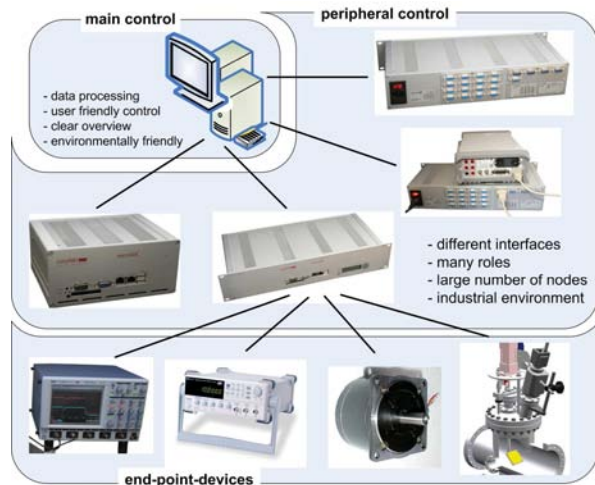 main control
peripheral control
- data processing
- user friendly control
- clear overview
- environmentally friendly
- different interfaces
- many roles
- large number of nodes
- industrial environment
end-point-devices